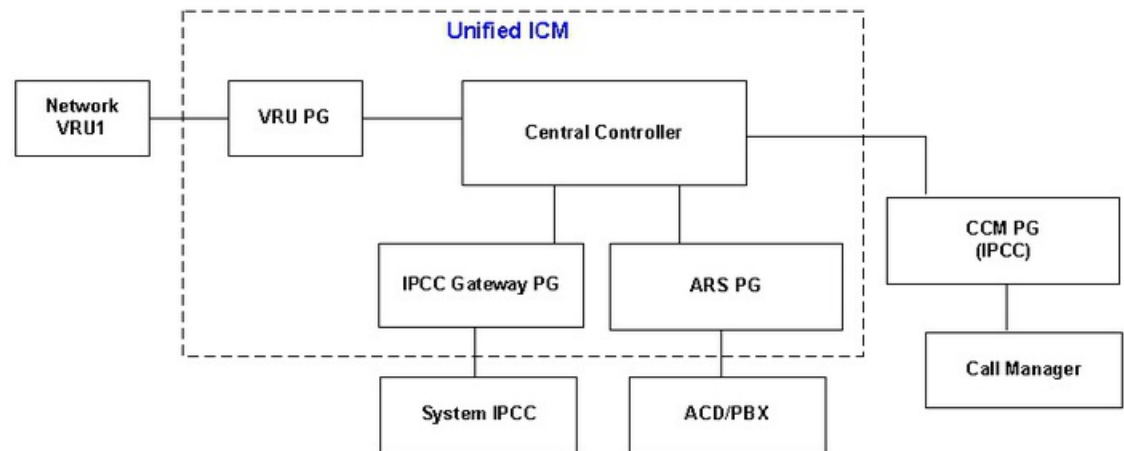 Unified ICM
Network
VRU1
VRU PG
Central Controller
CCM PG
(IPCC)
IPCC Gateway PG
ARS PG
Call Manager
System IPCC
ACD/PBX